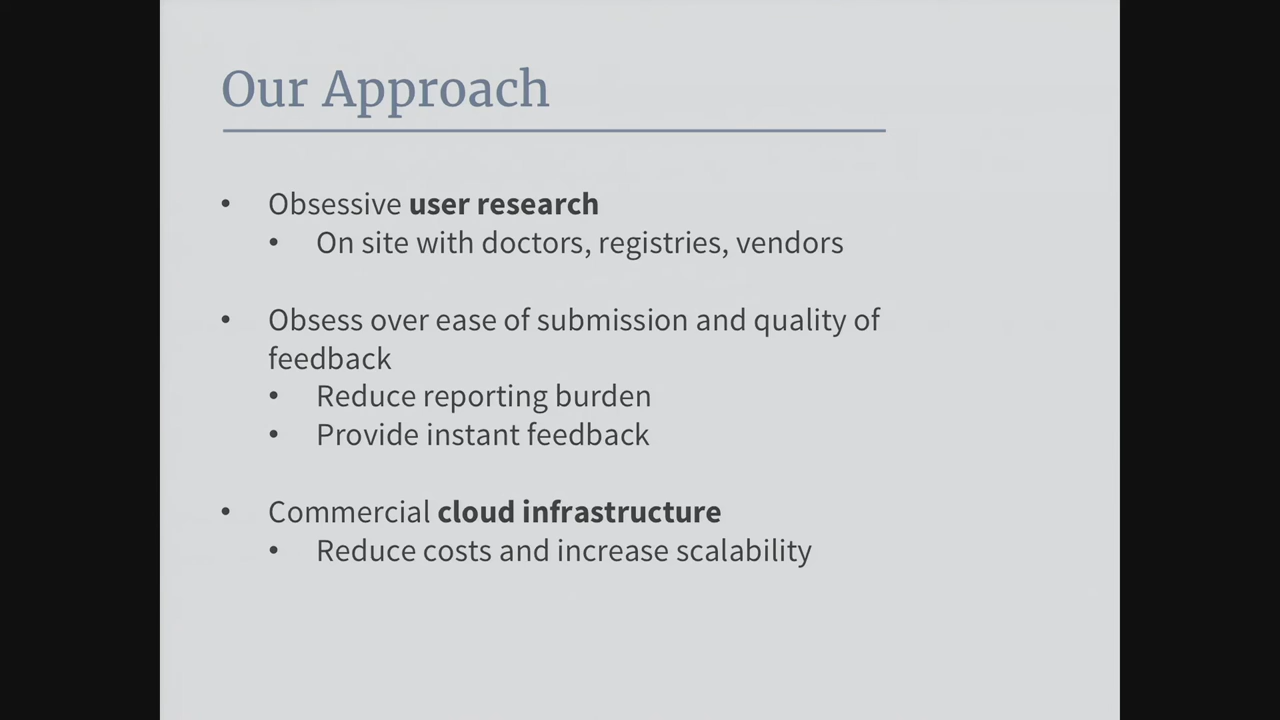 Our Approach
• Obsessive user research
• On site with doctors, registries, vendors
• Obsess over ease of submission and quality of
feedback
• Reduce reporting burden
• Provide instant feedback
• Commercial cloud infrastructure
• Reduce costs and increase scalability